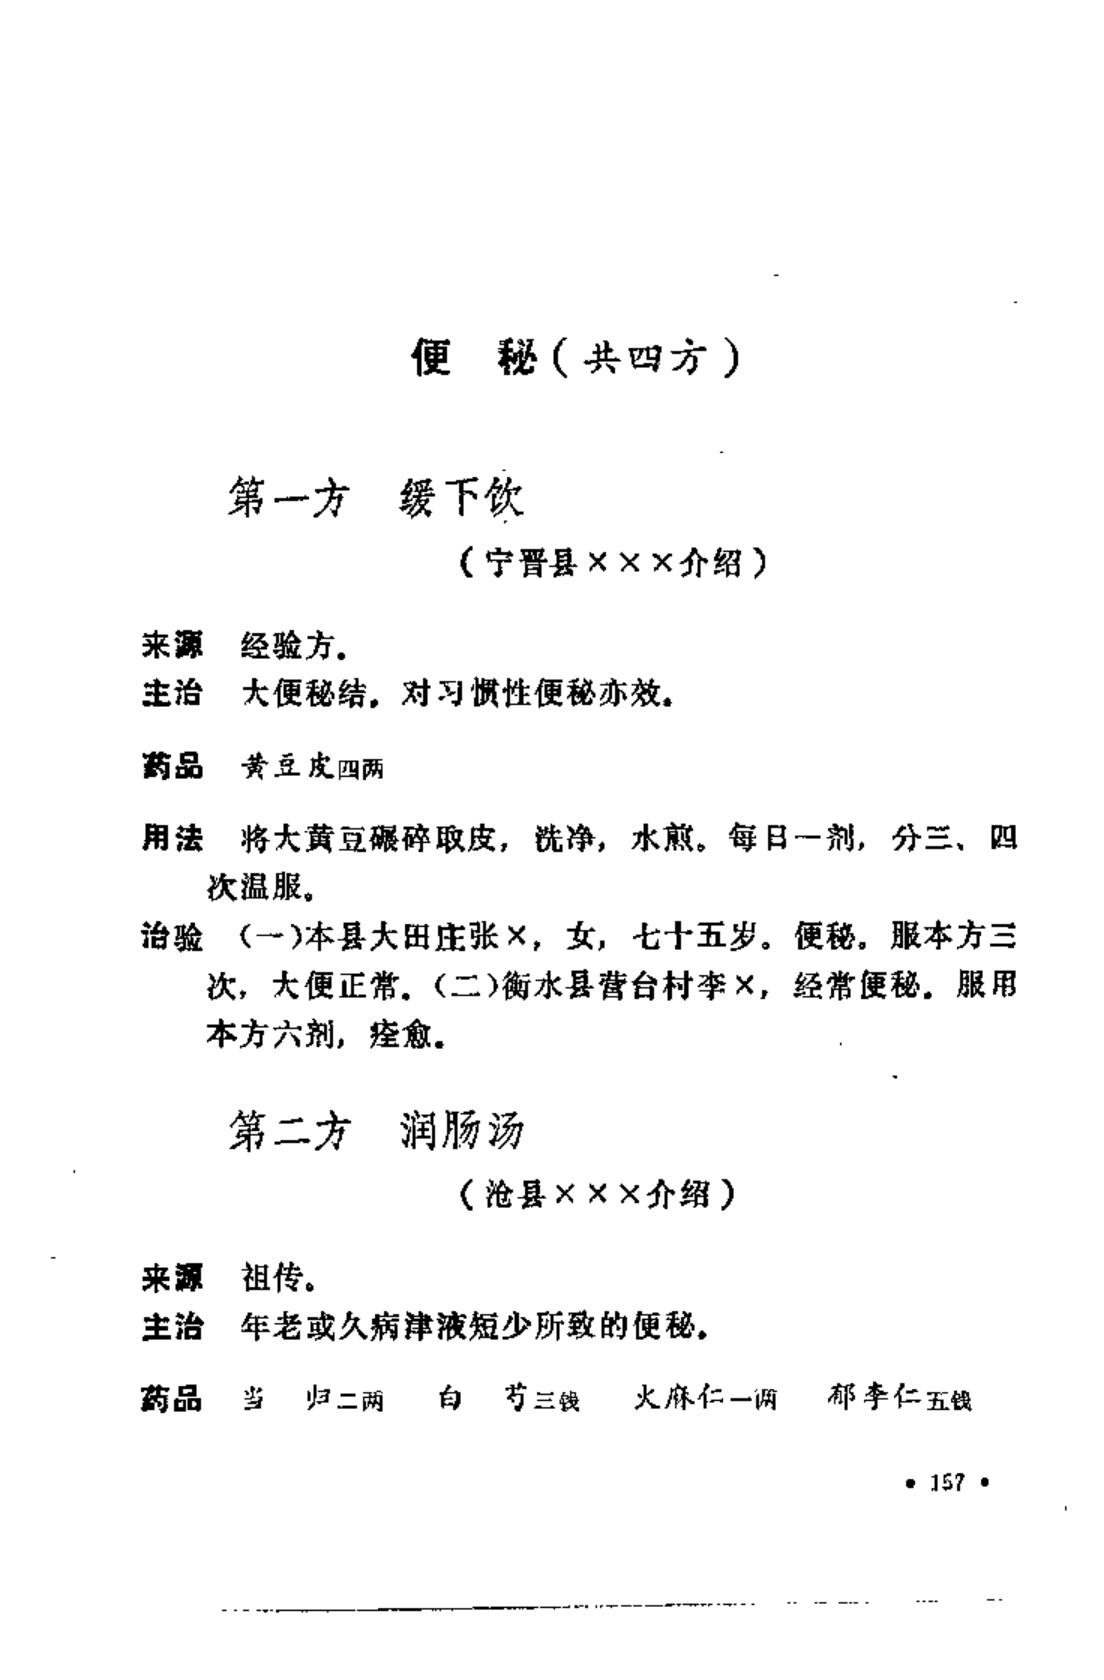 便　秘（共四方）
第一方　缓下饮
（宁晋县×××介绍）
来源　经验方。
主治　大便秘结。对习惯性便秘亦效。
药品　黄豆皮四两
用法　将大黄豆碾碎取皮，洗净，水煎。每日一剂，分三、四
次温服。
治验　（一）本县大田庄张×，女，七十五岁。便秘。服本方三
次，大便正常。（二）衡水县营台村李×，经常便秘。服用
本方六剂，痊愈。
第二方　润肠汤
（沧县×××介绍）
来源　祖传。
主治　年老或久病津液短少所致的便秘。
药品　当　归二两　白　芍三钱　火麻仁一两　郁李仁五钱
• 157 •